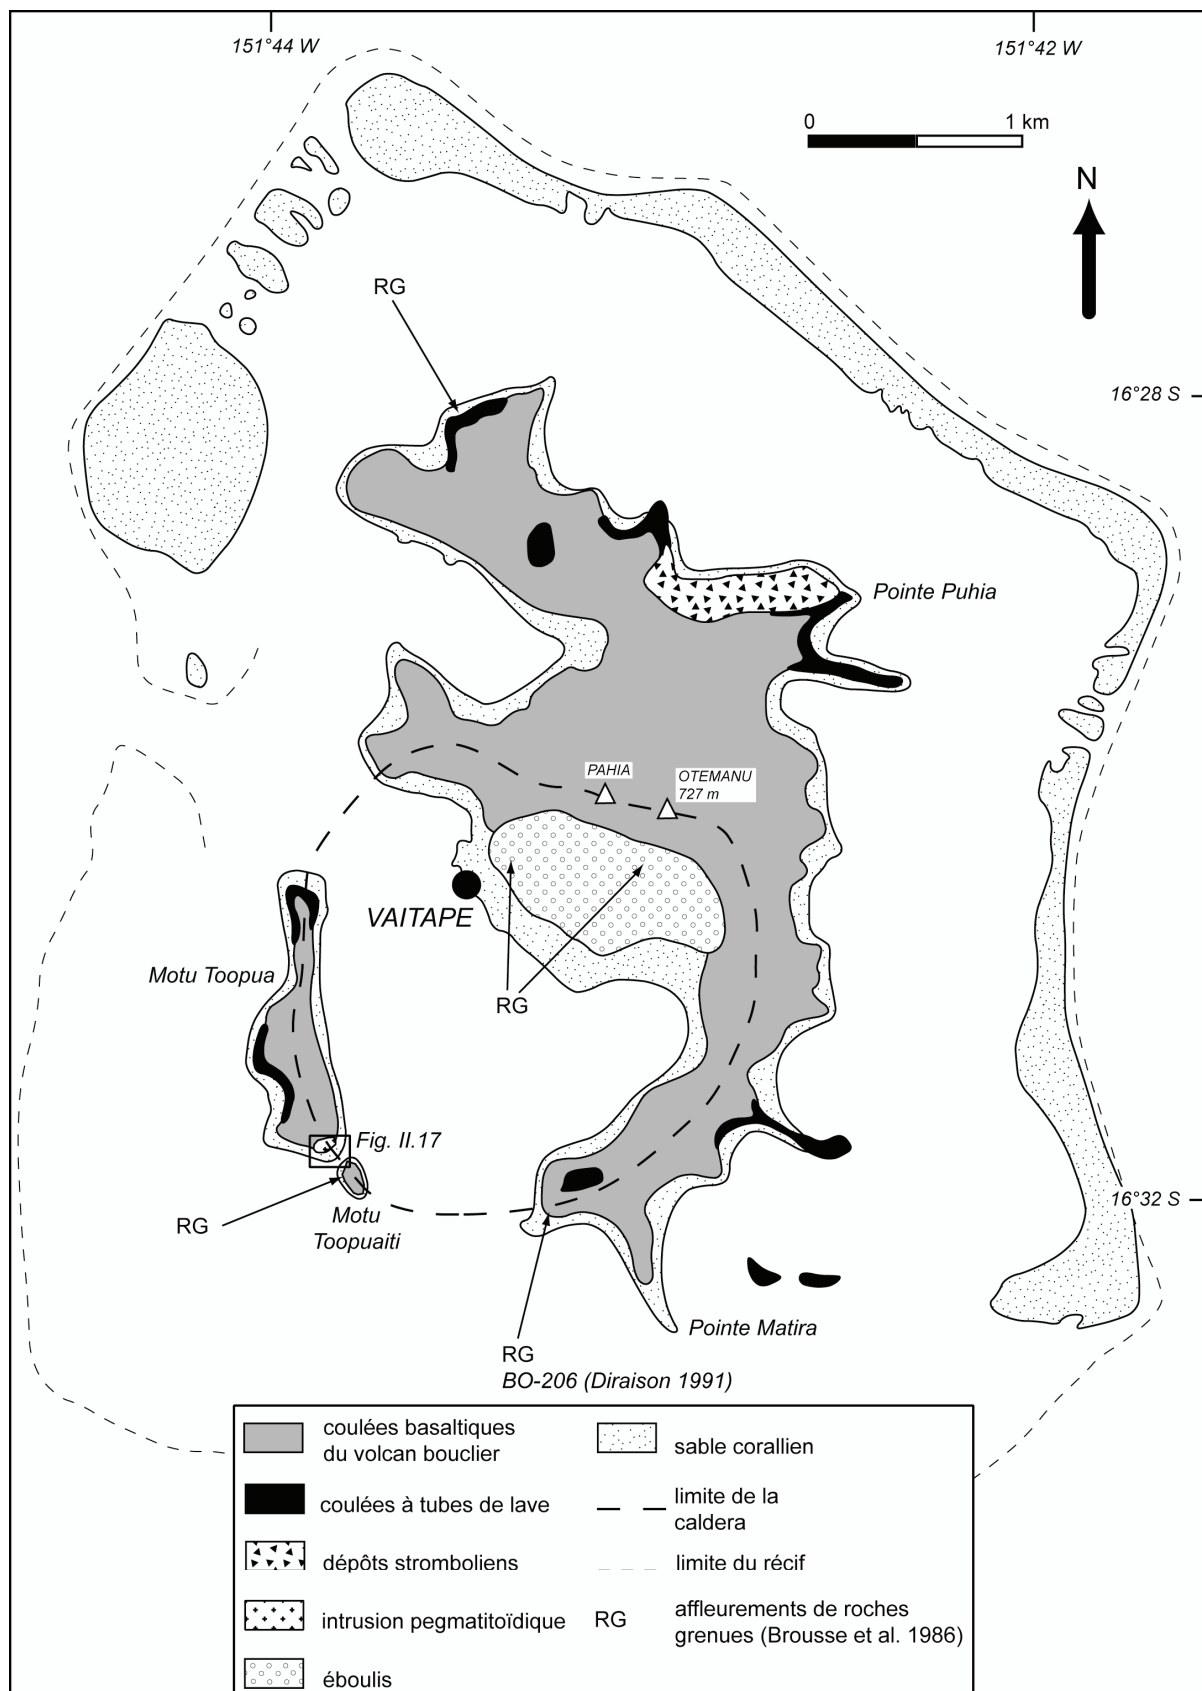 151°44 W
151°42 W
0
1 km
N
RG
16°28 S
Pointe Puhia
PAHIA
OTEMANU
727 m
VAITAPE
Motu Toopua
RG
Fig. II.17
RG
Motu
Toopuaiti
16°32 S
Pointe Matira
RG
BO-206 (Diraison 1991)
coulées basaltiques
du volcan bouclier
sable corallien
coulées à tubes de lave
limite de la
caldera
dépôts stromboliens
limite du récif
intrusion pegmatitoïdique
RG
affleurements de roches
grenues (Brousse et al. 1986)
éboulis